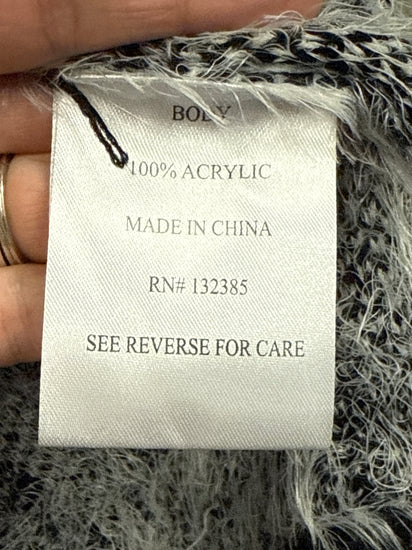 BODY
100% ACRYLIC
MADE IN CHINA
RN# 132385
SEE REVERSE FOR CARE